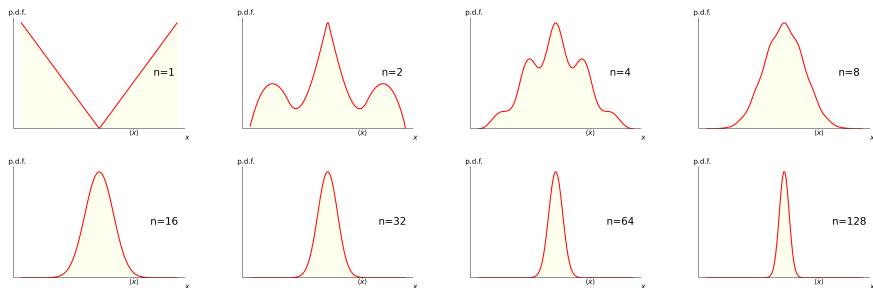 p.d.f.
n=1
⟨x⟩
x
p.d.f.
n=2
⟨x⟩
x
p.d.f.
n=4
⟨x⟩
x
p.d.f.
n=8
⟨x⟩
x
p.d.f.
n=16
⟨x⟩
x
p.d.f.
n=32
⟨x⟩
x
p.d.f.
n=64
⟨x⟩
x
p.d.f.
n=128
⟨x⟩
x